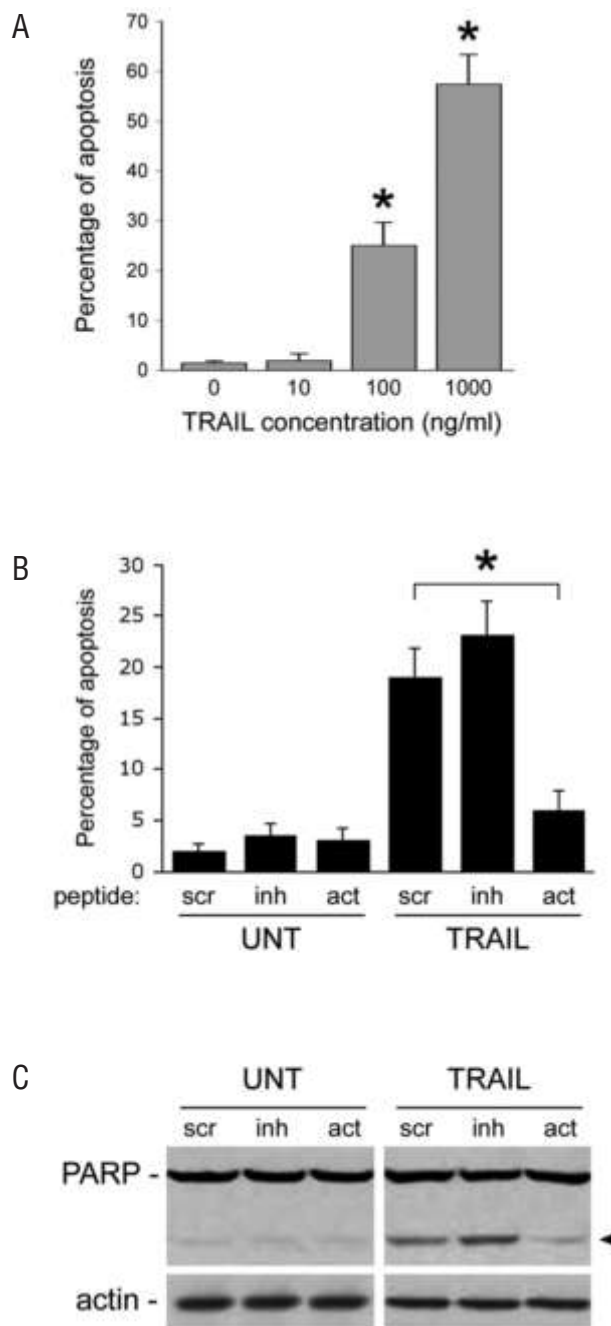 A
Percentage of apoptosis
70
60
50
40
30
20
10
0
*
*
0 10 100 1000
TRAIL concentration (ng/ml)
B
Percentage of apoptosis
30
25
20
15
10
5
0
*
peptide: scr inh act scr inh act
UNT TRAIL
C
UNT TRAIL
scr inh act scr inh act
PARP -
actin -